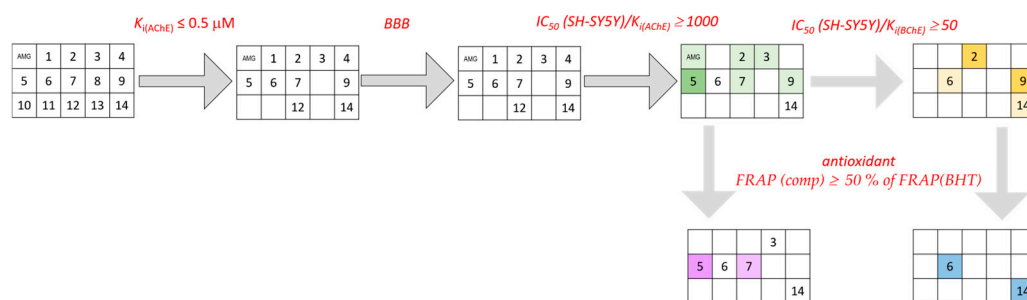 K i(AChE) ≤ 0.5 μM
BBB
IC50 (SH-SY5Y)/Ki(AChE) ≥1000
IC50 (SH-SY5Y)/Ki(BChE) ≥50
AMG 1 2 3 4
5 6 7 8 9
10 11 12 13 14
AMG 1 2 3 4
5 6 7 9
12 14
AMG 1 2 3 4
5 6 7 9
12 14
AMG 2 3
5 6 7 9
14
2
6 9
14
antioxidant
FRAP (comp) ≥ 50 % of FRAP(BHT)
3
5 6 7
14
6
14